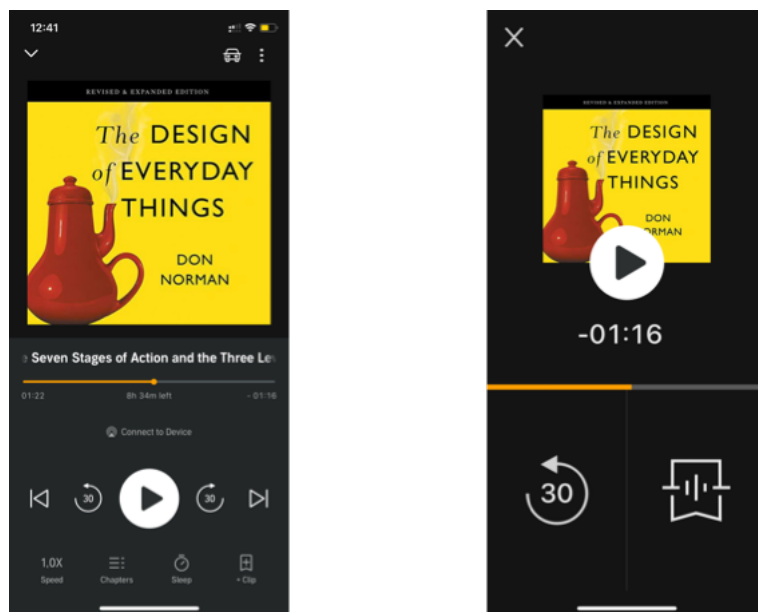 12:41
REVISED & EXPANDED EDITION
The DESIGN
of EVERYDAY
THINGS
DON
NORMAN
Seven Stages of Action and the Three Le
01:22 8h 34m left - 01:16
Connect to Device
30 30
1.0X
Speed Chapters Sleep + Clip
REVISED & EXPANDED EDITION
The DESIGN
of EVERYDAY
THINGS
DON
NORMAN
-01:16
30